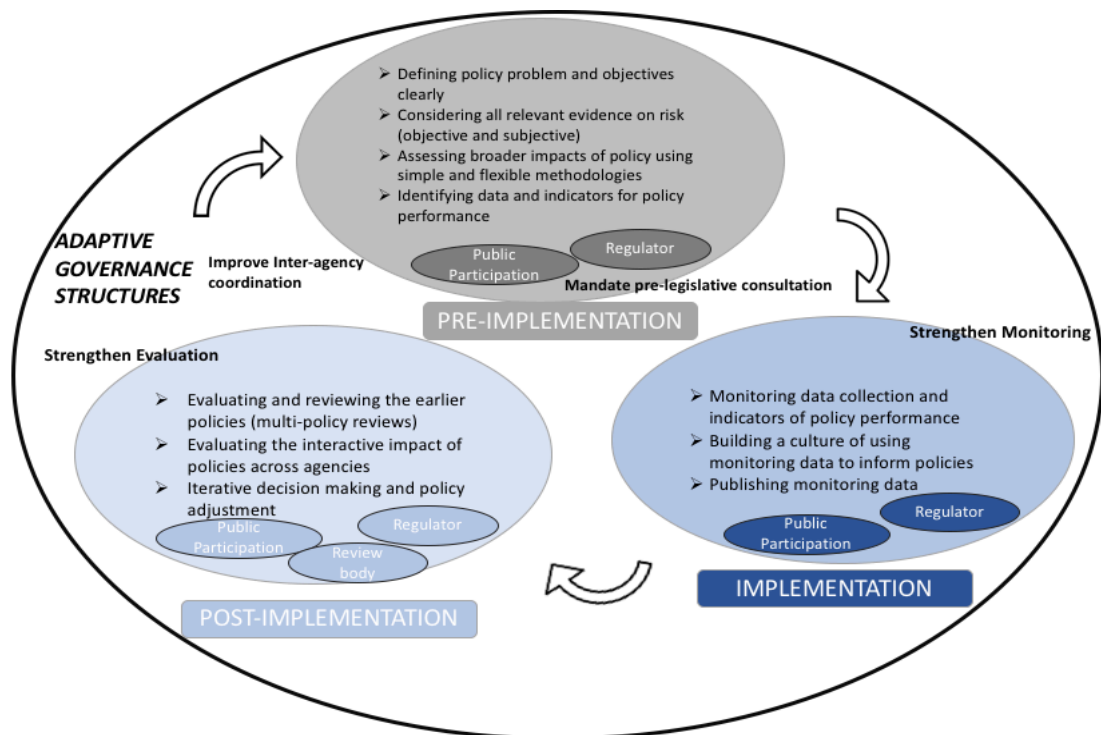 ➢ Defining policy problem and objectives
clearly
➢ Considering all relevant evidence on risk
(objective and subjective)
➢ Assessing broader impacts of policy using
simple and flexible methodologies
➢ Identifying data and indicators for policy
performance
Public
Participation
Regulator
Mandate pre-legislative consultation
PRE-IMPLEMENTATION
ADAPTIVE
GOVERNANCE
STRUCTURES
Improve Inter-agency
coordination
Strengthen Monitoring
➢ Monitoring data collection and
indicators of policy performance
➢ Building a culture of using
monitoring data to inform policies
➢ Publishing monitoring data
Public
Participation
Regulator
IMPLEMENTATION
Strengthen Evaluation
➢ Evaluating and reviewing the earlier
policies (multi-policy reviews)
➢ Evaluating the interactive impact of
policies across agencies
➢ Iterative decision making and policy
adjustment
Public
Participation
Review
body
Regulator
POST-IMPLEMENTATION